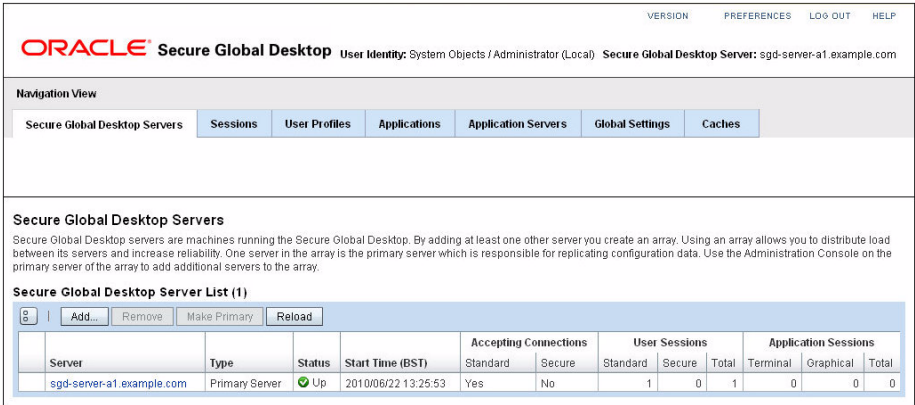 VERSION PREFERENCES LOG OUT HELP
ORACLE® Secure Global Desktop User Identity: System Objects / Administrator (Local) Secure Global Desktop Server: sgd-server-a1.example.com
Navigation View
Secure Global Desktop Servers Sessions User Profiles Applications Application Servers Global Settings Caches
Secure Global Desktop Servers
Secure Global Desktop servers are machines running the Secure Global Desktop. By adding at least one other server you create an array. Using an array allows you to distribute load
between its servers and increase reliability. One server in the array is the primary server which is responsible for replicating configuration data. Use the Administration Console on the
primary server of the array to add additional servers to the array.
Secure Global Desktop Server List (1)
Add... Remove Make Primary Reload
Accepting Connections User Sessions Application Sessions
Server Type Status Start Time (BST) Standard Secure Standard Secure Total Terminal Graphical Total
sgd-server-a1.example.com Primary Server Up 2010/06/22 13:25:53 Yes No 1 0 1 0 0 0